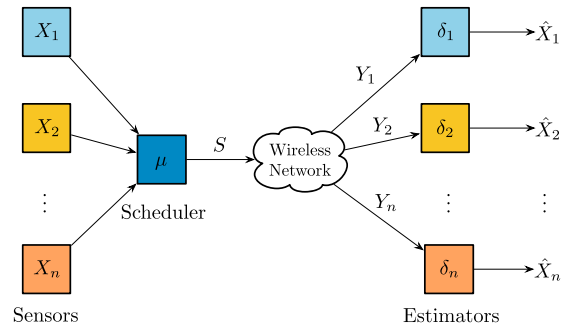 X₁
δ₁
X̂₁
Y₁
X₂
Y₂
δ₂
X̂₂
μ
S
Wireless
Network
⋮
Scheduler
Yₙ
⋮
⋮
Xₙ
δₙ
X̂ₙ
Sensors
Estimators